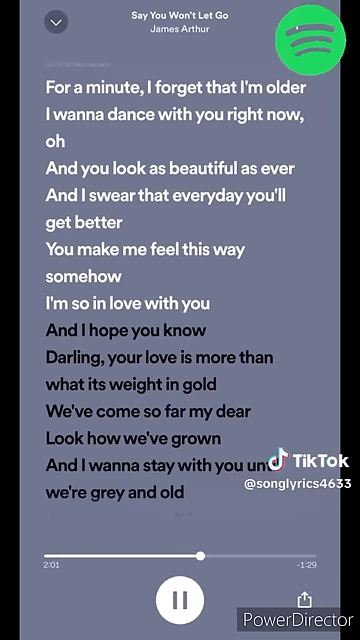 Say You Won't Let Go
James Arthur
For a minute, I forget that I'm older
I wanna dance with you right now,
oh
And you look as beautiful as ever
And I swear that everyday you'll
get better
You make me feel this way
somehow
I'm so in love with you
And I hope you know
Darling, your love is more than
what its weight in gold
We've come so far my dear
Look how we've grown
And I wanna stay with you until
we're grey and old
TikTok
@songlyrics4633
2:01
-1:29
PowerDirector